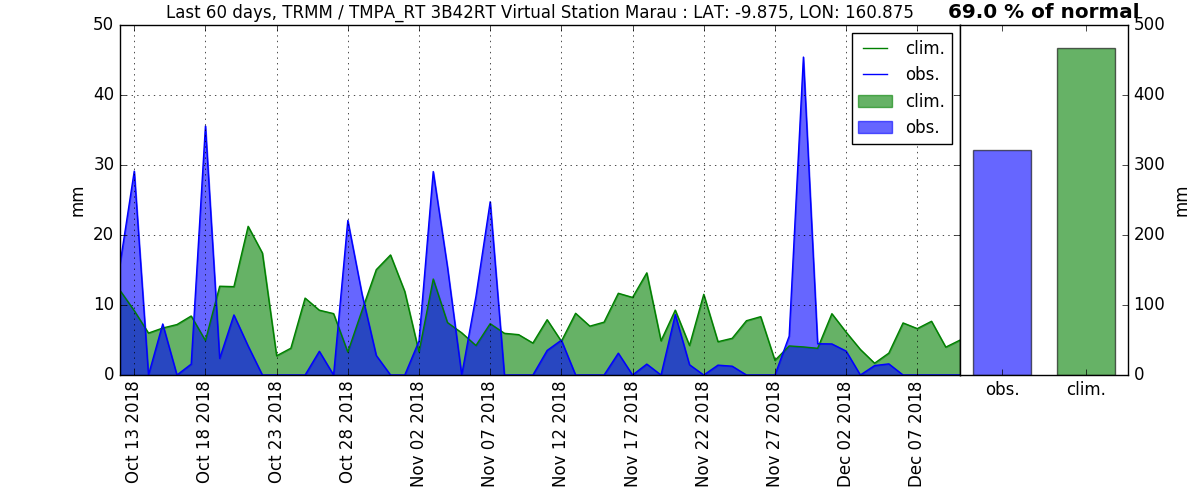 Last 60 days, TRMM / TMPA_RT 3B42RT Virtual Station Marau : LAT: -9.875, LON: 160.875
69.0 % of normal
50
40
30
20
10
0
mm
clim.
obs.
clim.
obs.
500
400
300
200
100
0
mm
obs.
clim.
Oct 13 2018
Oct 18 2018
Oct 23 2018
Oct 28 2018
Nov 02 2018
Nov 07 2018
Nov 12 2018
Nov 17 2018
Nov 22 2018
Nov 27 2018
Dec 02 2018
Dec 07 2018